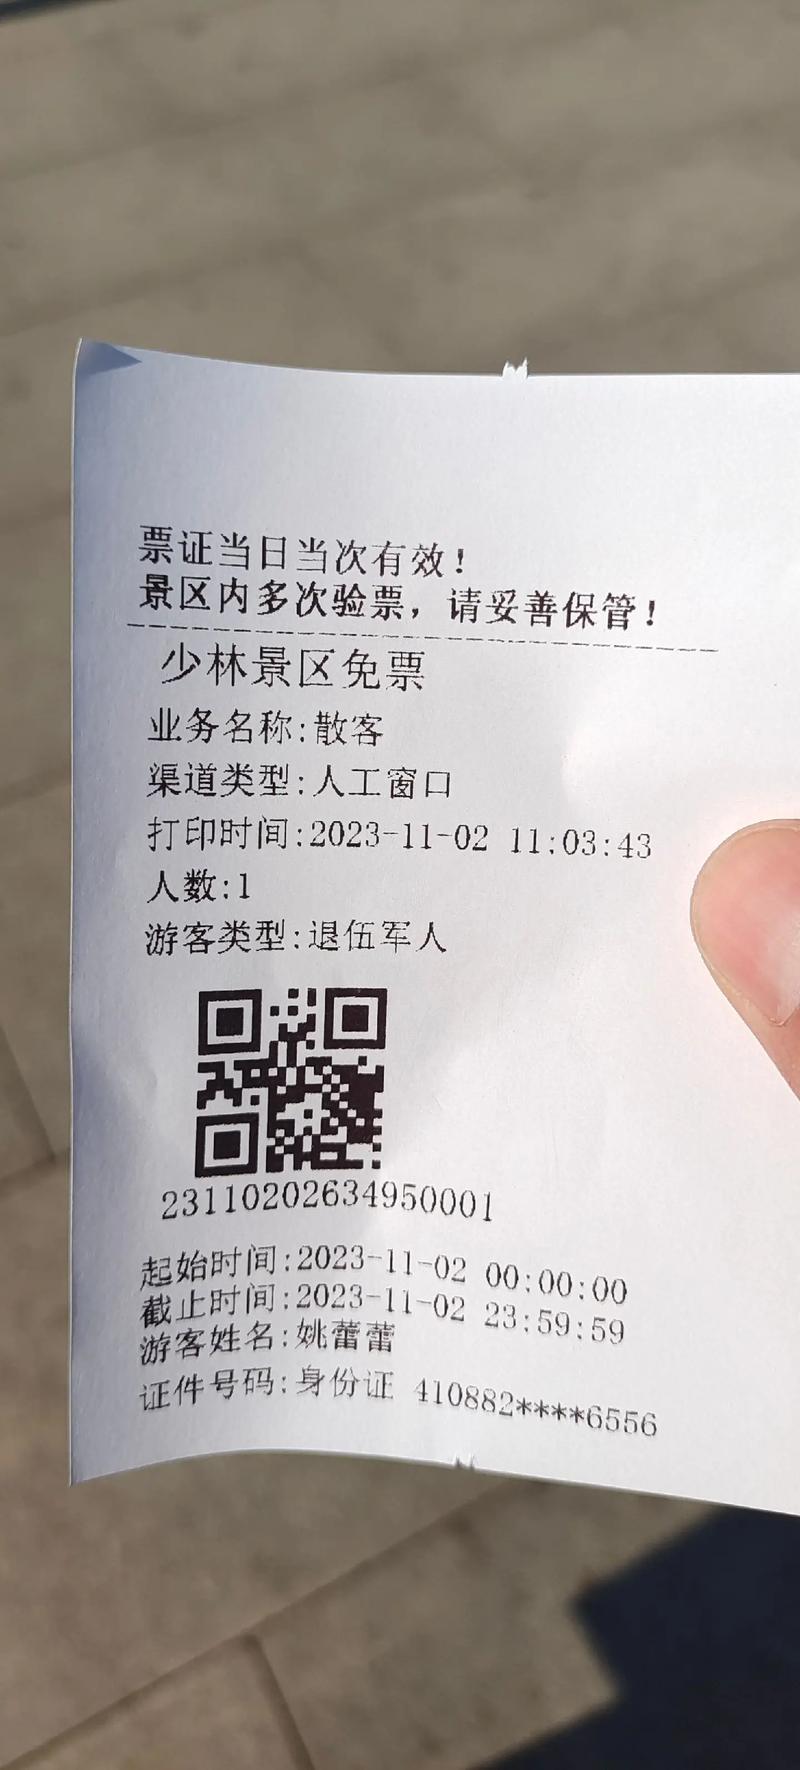 票证当日当次有效!
景区内多次验票，请妥善保管!
少林景区免票
业务名称:散客
渠道类型:人工窗口
打印时间:2023-11-02 11:03:43
人数:1
游客类型:退伍军人
23110202634950001
起始时间:2023-11-02 00:00:00
截止时间:2023-11-02 23:59:59
游客姓名:姚蕾蕾
证件号码:身份证 410882****6556